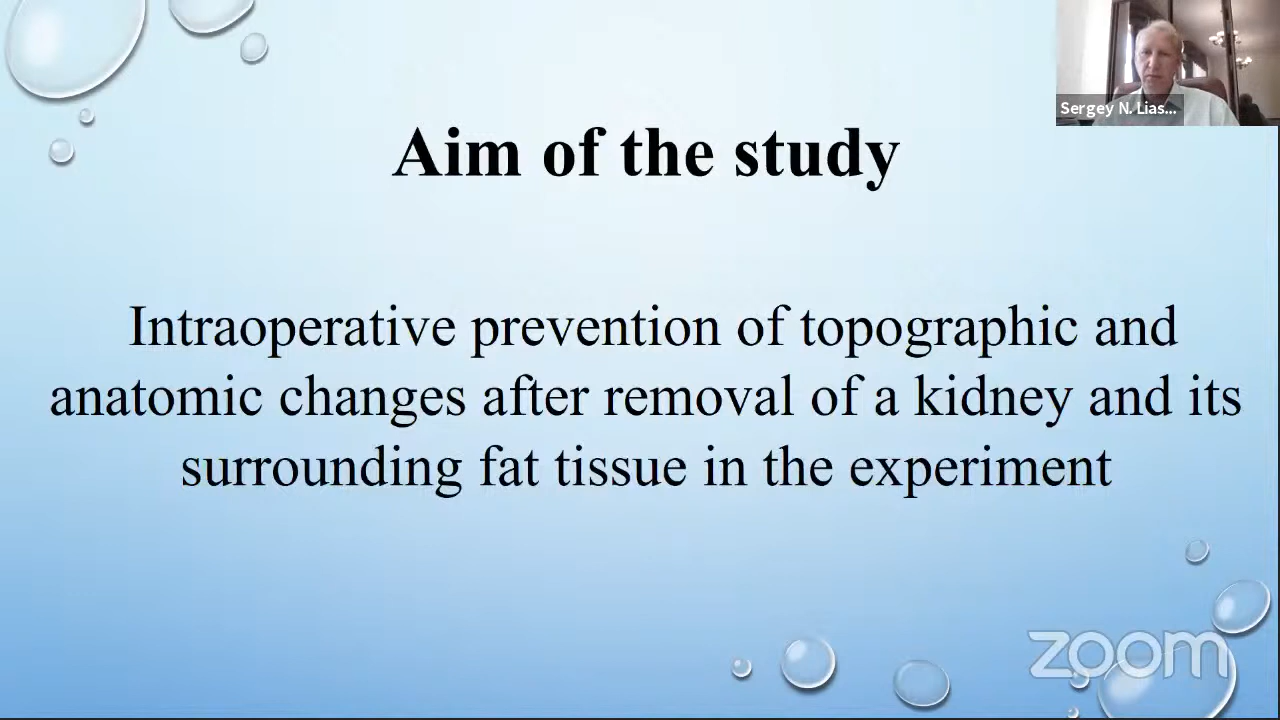 Sergey N. Lias...
Aim of the study
Intraoperative prevention of topographic and
anatomic changes after removal of a kidney and its
surrounding fat tissue in the experiment
zoom